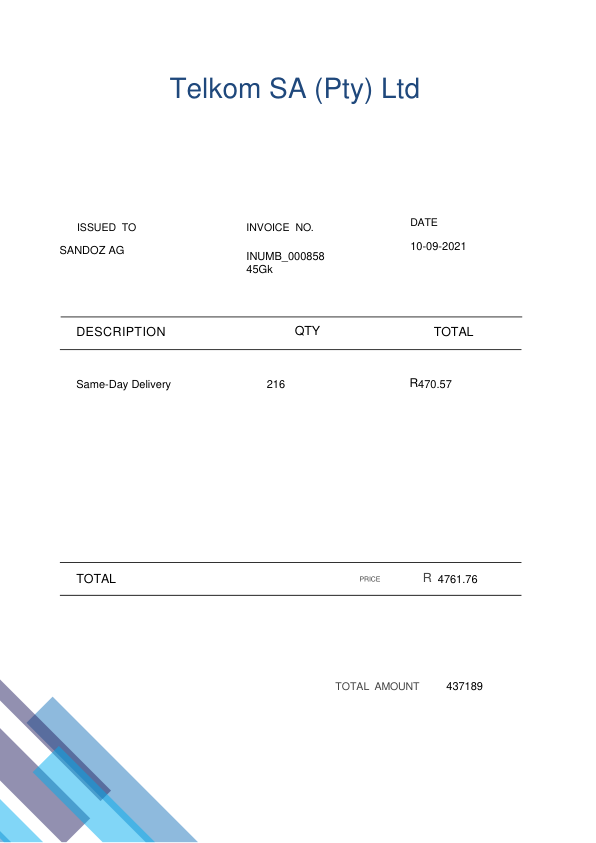 Telkom SA (Pty) Ltd
ISSUED TO
SANDOZ AG
INVOICE NO.
INUMB_000858
45Gk
DATE
10-09-2021
DESCRIPTION QTY TOTAL
Same-Day Delivery 216 R470.57
TOTAL PRICE R 4761.76
TOTAL AMOUNT 437189